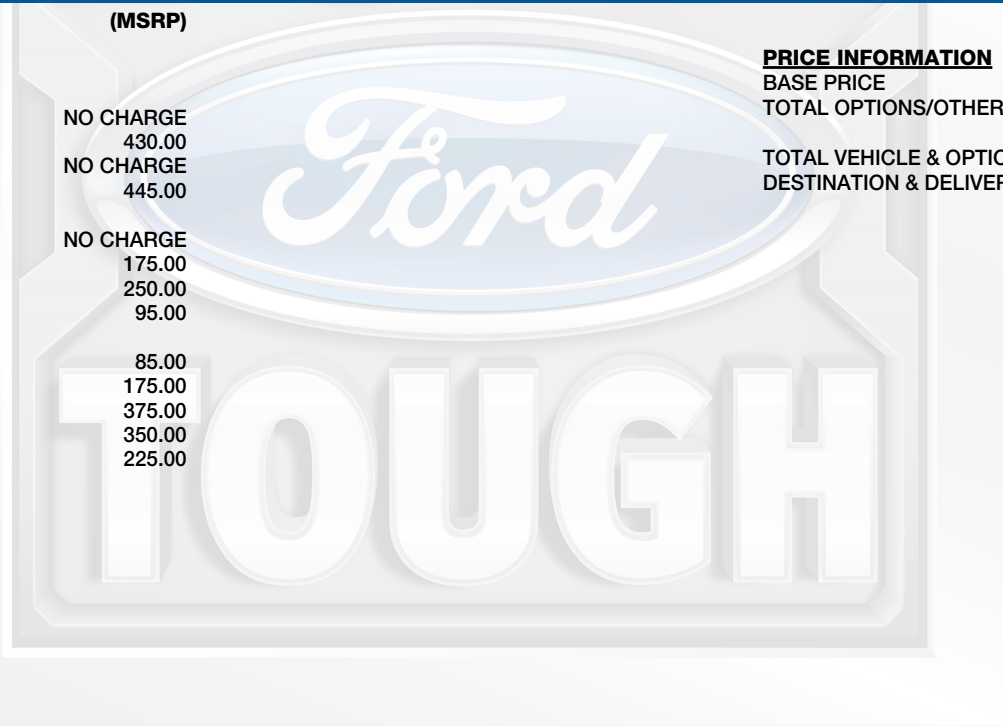 (MSRP)
NO CHARGE
430.00
NO CHARGE
445.00
NO CHARGE
175.00
250.00
95.00
85.00
175.00
375.00
350.00
225.00
PRICE INFORMATION
BASE PRICE
TOTAL OPTIONS/OTHER
TOTAL VEHICLE & OPTIO
DESTINATION & DELIVER
Ford
TOUGH